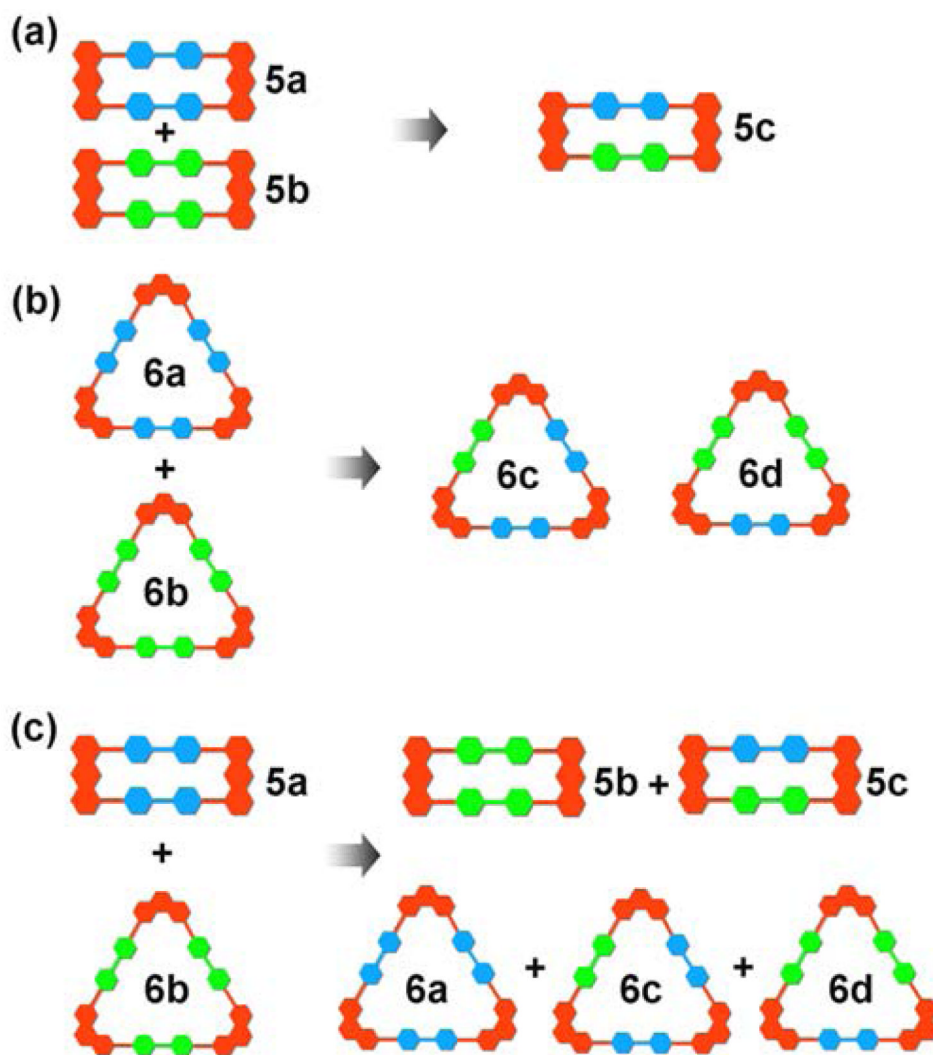 (a)
5a
+
5b
5c
(b)
6a
+
6b
6c
6d
(c)
5a
+
6b
5b + 5c
6a + 6c + 6d